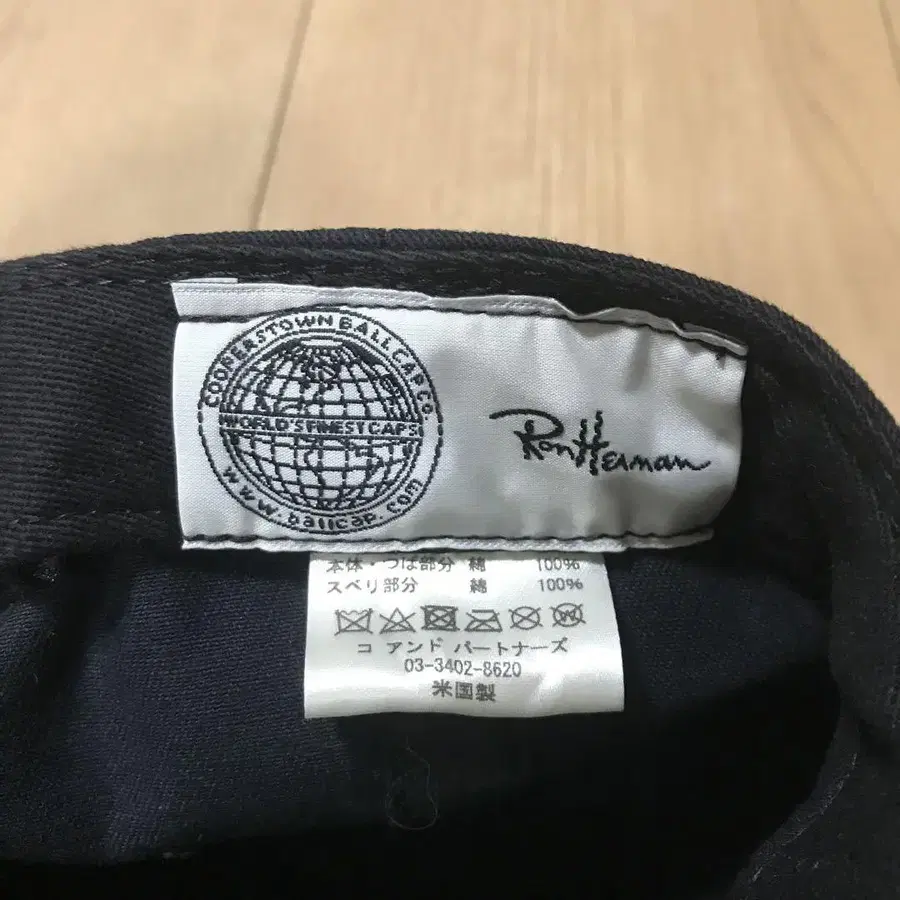 COOPERSTOWN BALL CAP Co.
WORLD'S FINEST CAPS
www.ballcap.com
Ron Herman
本体・つば部分 綿 100%
スベリ部分 綿 100%
コ アンド パートナーズ
03-3402-8620
米国製